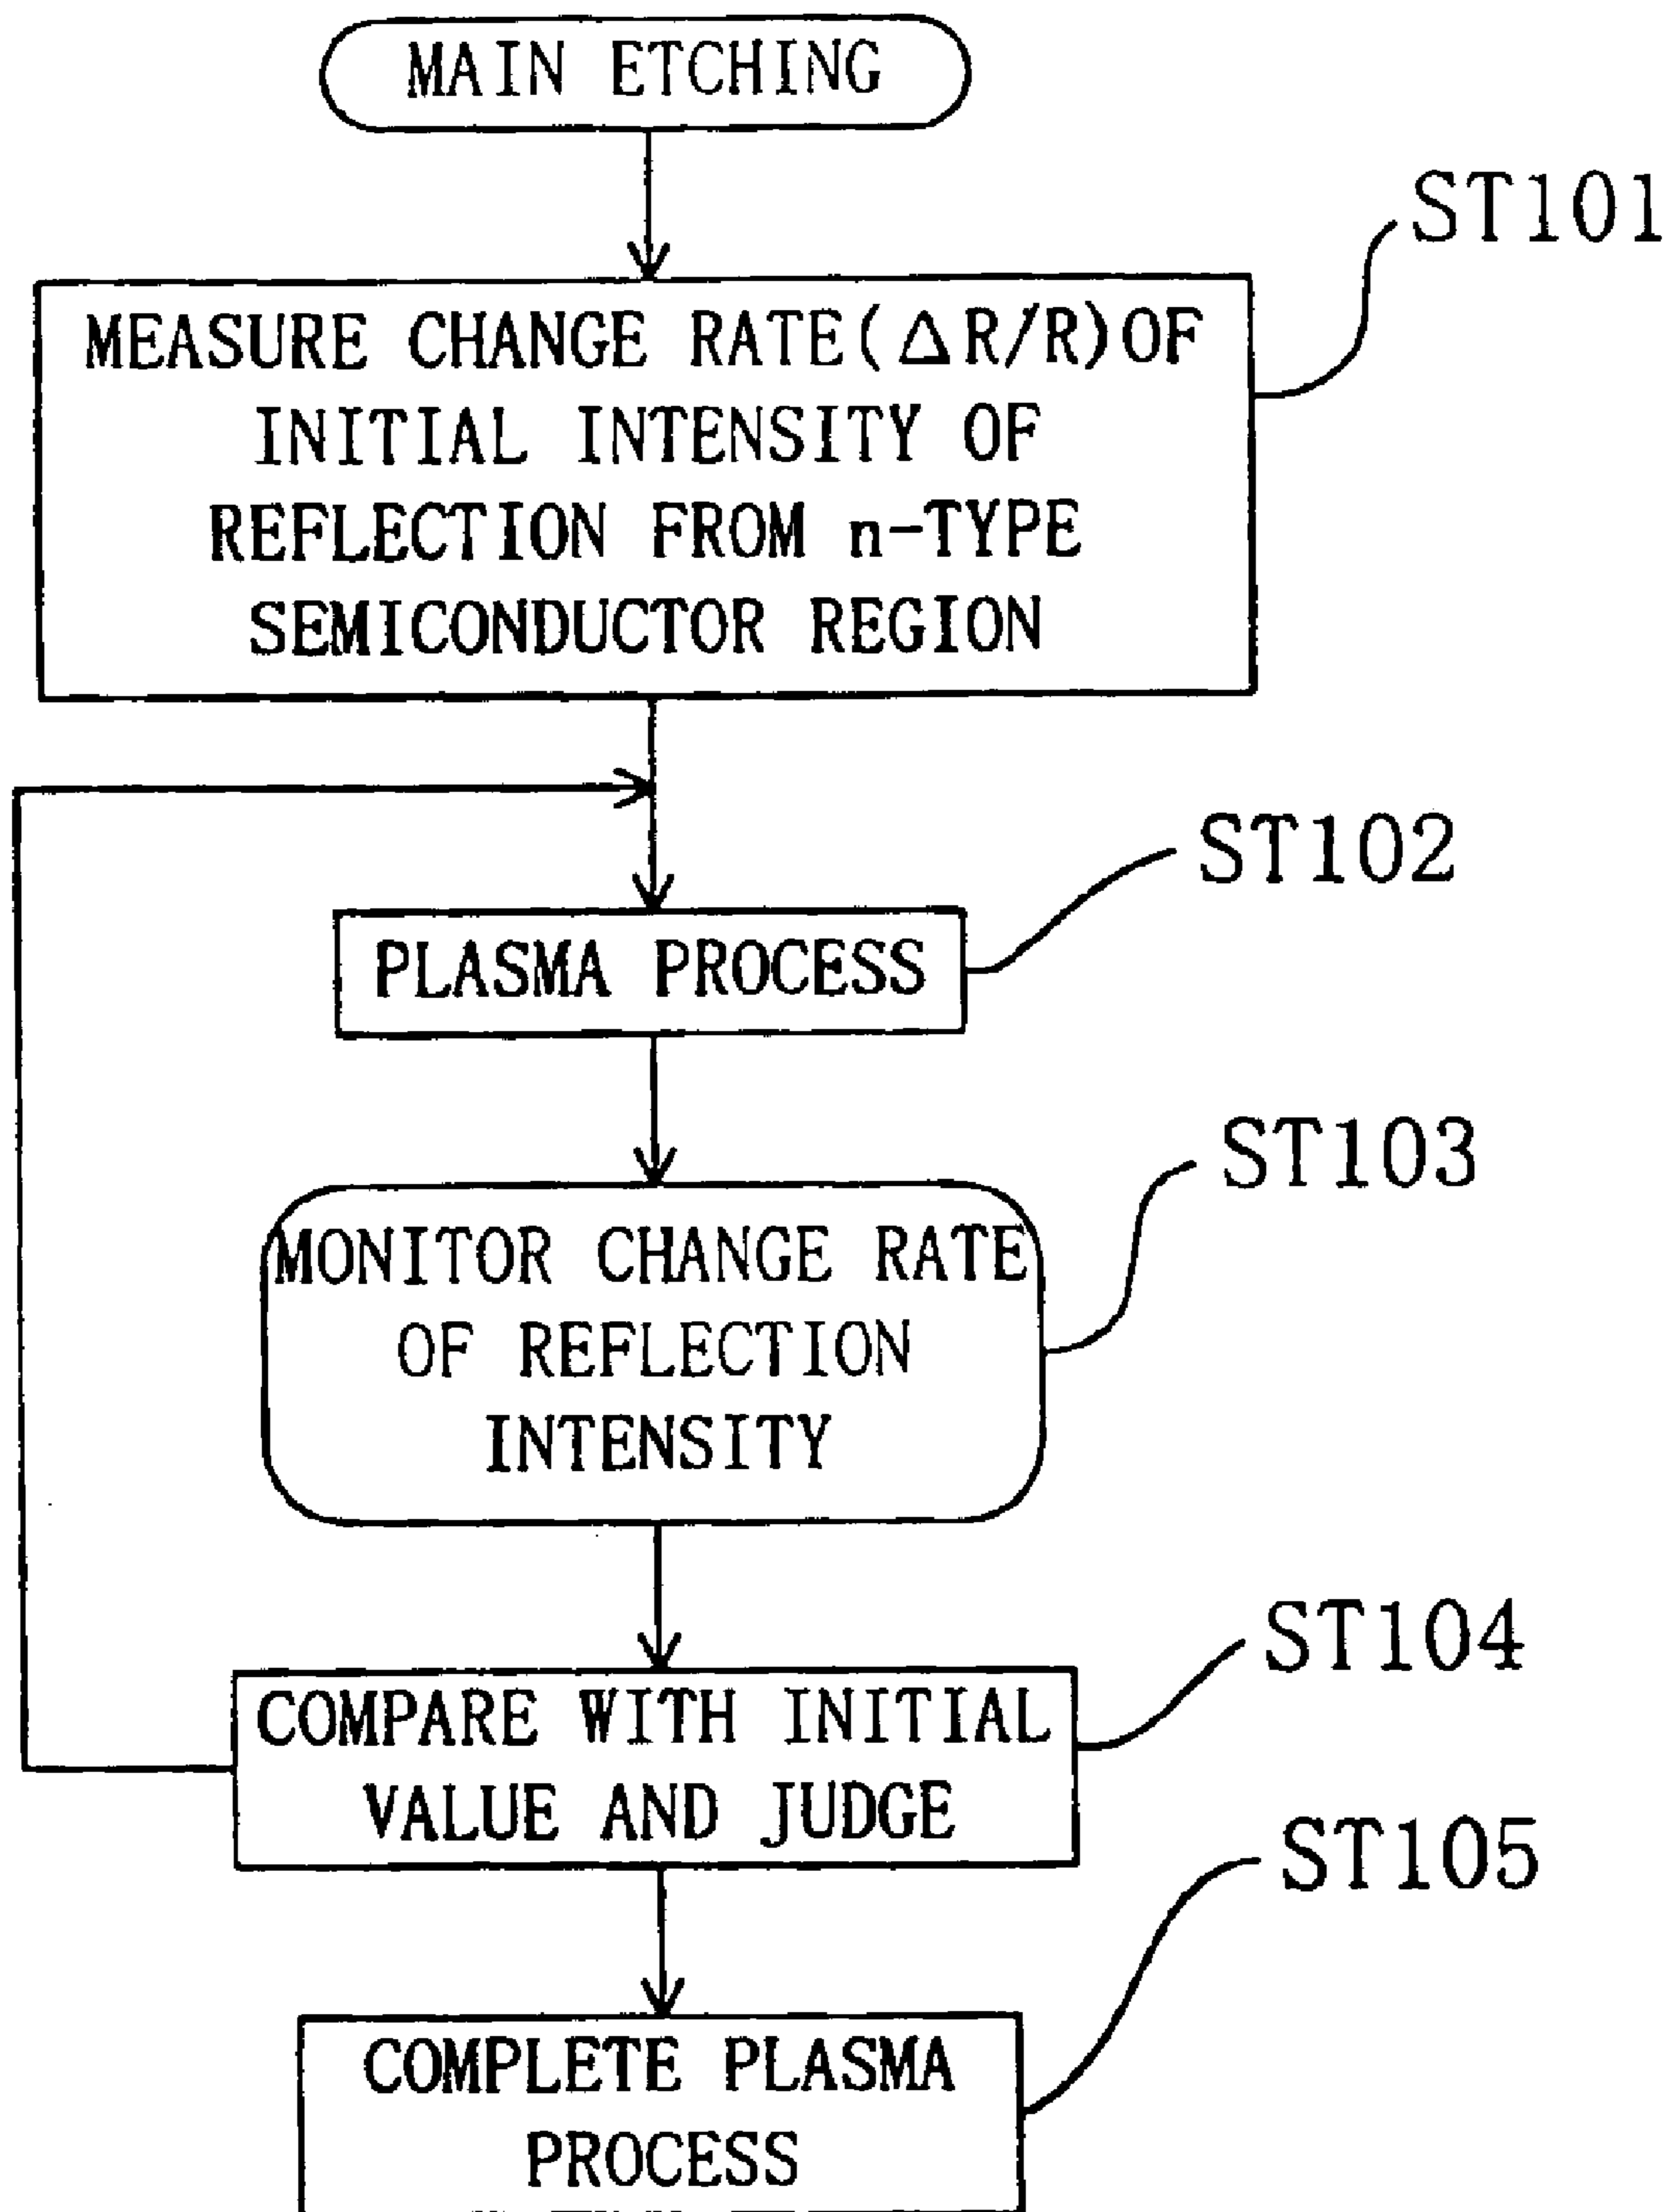 MAIN ETCHING
ST101
MEASURE CHANGE RATE(ΔR/R)OF
INITIAL INTENSITY OF
REFLECTION FROM n-TYPE
SEMICONDUCTOR REGION
ST102
PLASMA PROCESS
ST103
MONITOR CHANGE RATE
OF REFLECTION
INTENSITY
ST104
COMPARE WITH INITIAL
VALUE AND JUDGE
ST105
COMPLETE PLASMA
PROCESS